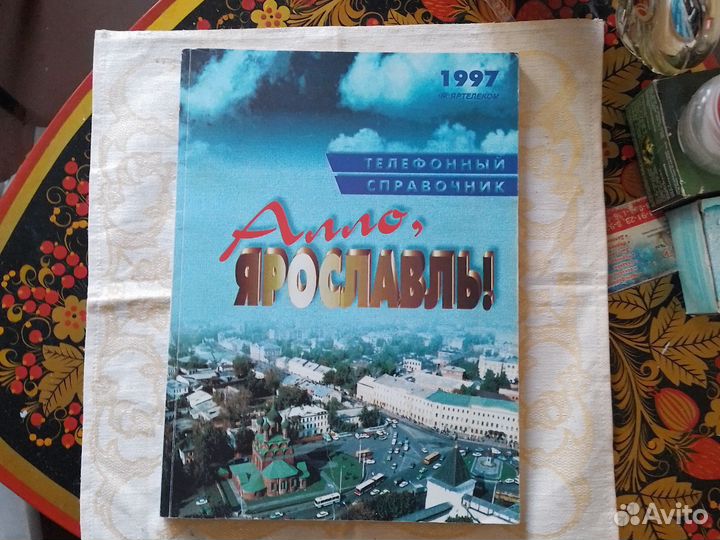 1997
ЯРТЕЛЕКОМ
ТЕЛЕФОННЫЙ
СПРАВОЧНИК
Алло,
ЯРОСЛАВЛЬ!
Avito